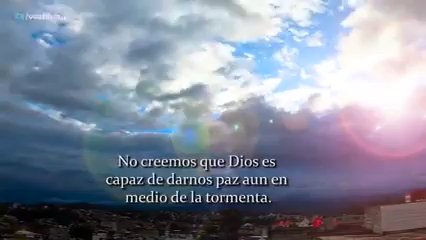 No creemos que Dios es
capaz de darnos paz aun en
medio de la tormenta.